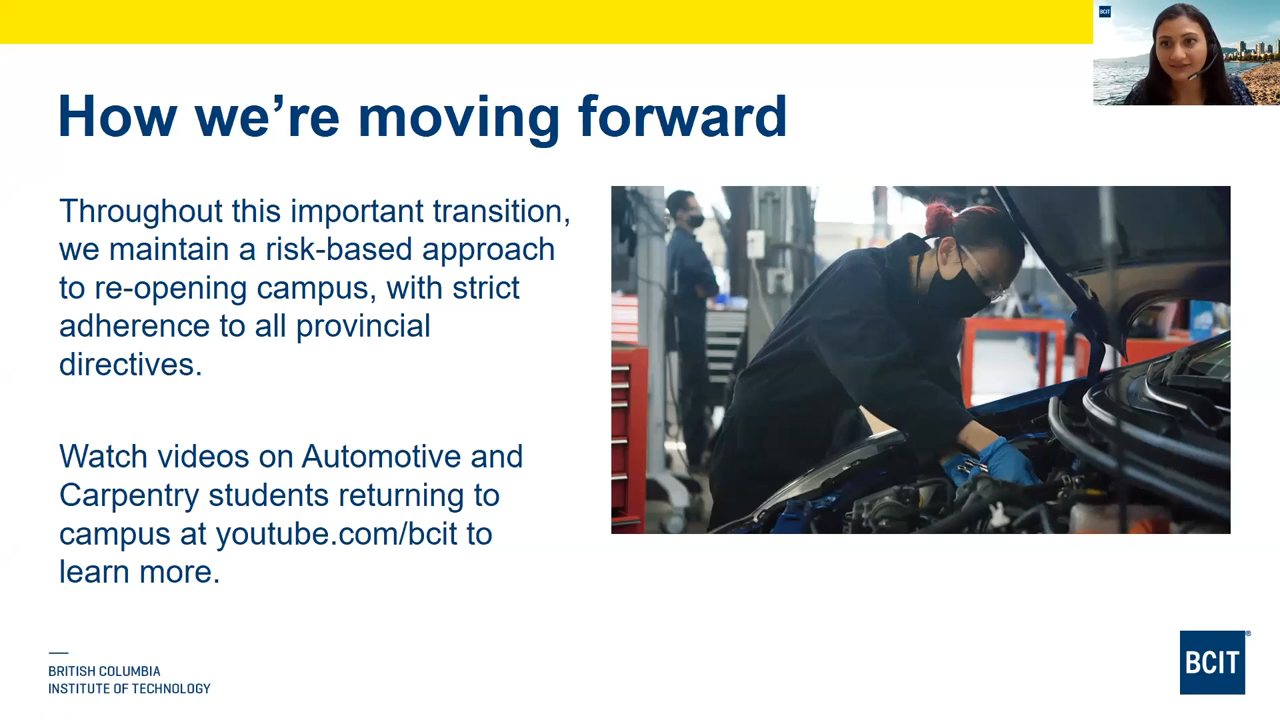 BCIT
How we're moving forward
Throughout this important transition,
we maintain a risk-based approach
to re-opening campus, with strict
adherence to all provincial
directives.
Watch videos on Automotive and
Carpentry students returning to
campus at youtube.com/bcit to
learn more.
BRITISH COLUMBIA
INSTITUTE OF TECHNOLOGY
BCIT®